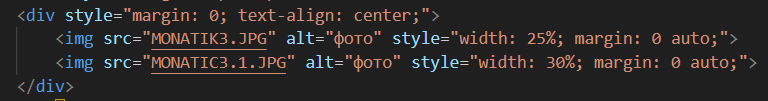 <div style="margin: 0; text-align: center;">
<img src="MONATIK3.JPG" alt="фото" style="width: 25%; margin: 0 auto;">
<img src="MONATIC3.1.JPG" alt="фото" style="width: 30%; margin: 0 auto;">
</div>